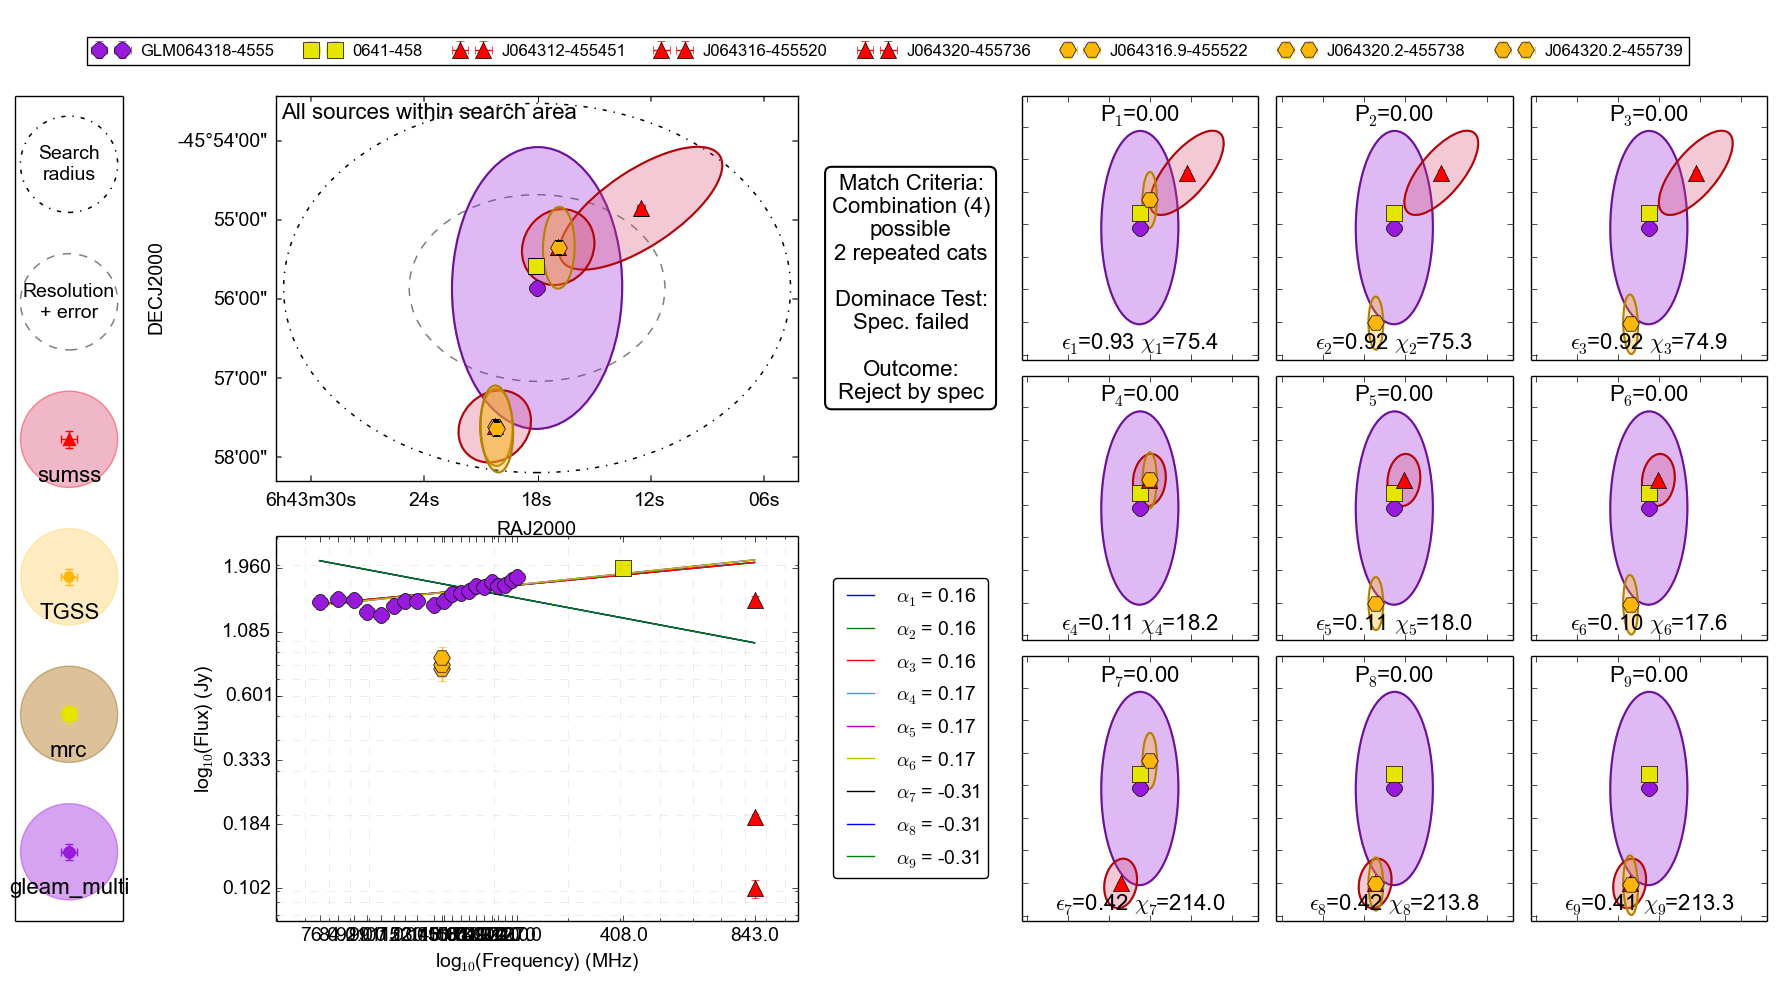 GLM064318-4555 0641-458 J064312-455451 J064316-455520 J064320-455736 J064316.9-455522 J064320.2-455738 J064320.2-455739
Search
radius
Resolution
+ error
sumss
TGSS
mrc
gleam_multi
All sources within search area
-45°54'00"
55'00"
56'00"
57'00"
58'00"
DECJ2000
6h43m30s 24s 18s 12s 06s
RAJ2000
Match Criteria:
Combination (4)
possible
2 repeated cats
Dominace Test:
Spec. failed
Outcome:
Reject by spec
1.960
1.085
0.601
0.333
0.184
0.102
log10(Flux) (Jy)
408.0 843.0
log10(Frequency) (MHz)
α1 = 0.16
α2 = 0.16
α3 = 0.16
α4 = 0.17
α5 = 0.17
α6 = 0.17
α7 = -0.31
α8 = -0.31
α9 = -0.31
P1=0.00
ϵ1=0.93 χ1=75.4
P2=0.00
ϵ2=0.92 χ2=75.3
P3=0.00
ϵ3=0.92 χ3=74.9
P4=0.00
ϵ4=0.11 χ4=18.2
P5=0.00
ϵ5=0.11 χ5=18.0
P6=0.00
ϵ6=0.10 χ6=17.6
P7=0.00
ϵ7=0.42 χ7=214.0
P8=0.00
ϵ8=0.42 χ8=213.8
P9=0.00
ϵ9=0.41 χ9=213.3